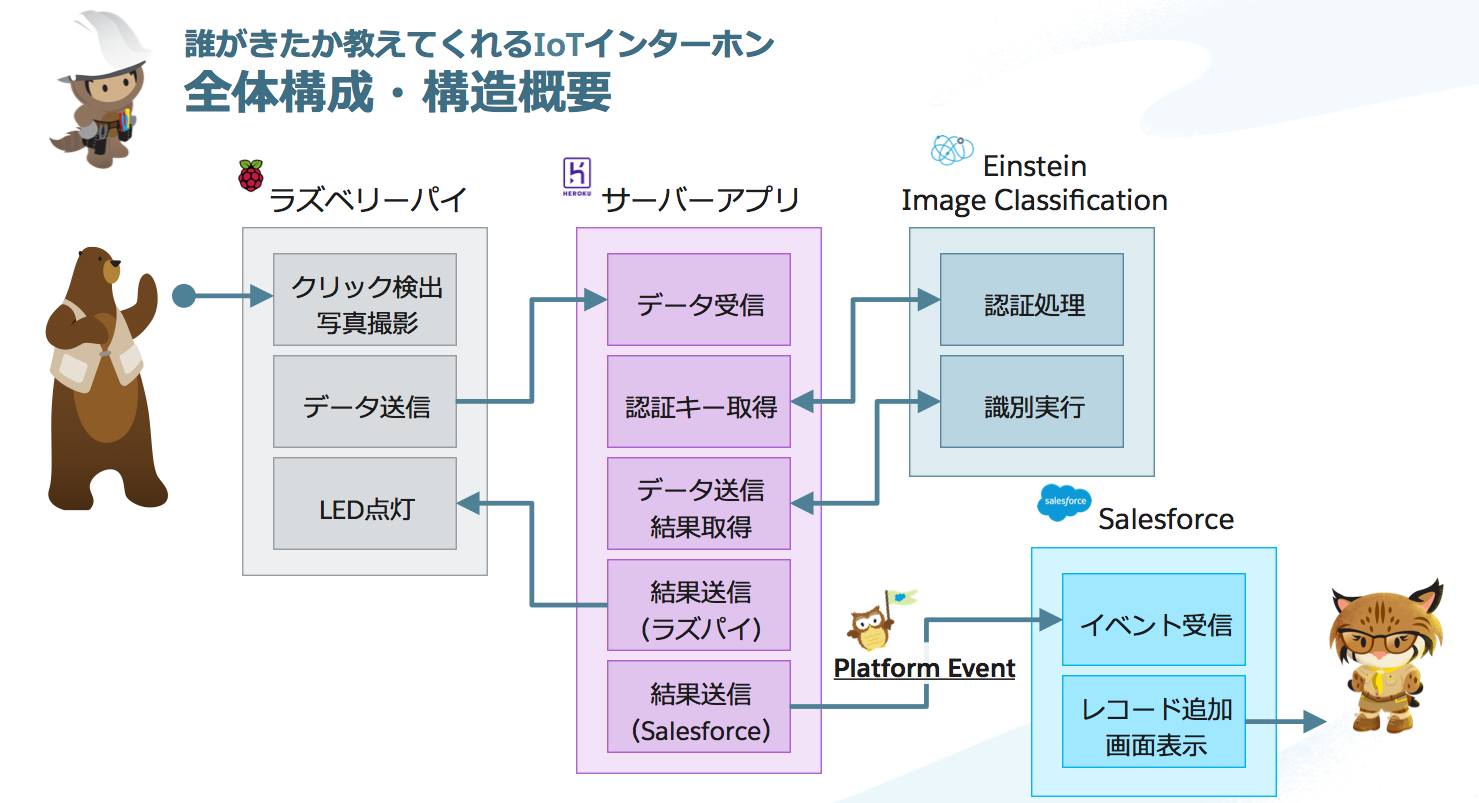 誰がきたか教えてくれるIoTインターホン
全体構成・構造概要
ラズベリーパイ
クリック検出
写真撮影
データ送信
LED点灯
HEROKU
サーバーアプリ
データ受信
認証キー取得
データ送信
結果取得
結果送信
(ラズパイ)
結果送信
(Salesforce)
Einstein
Image Classification
認証処理
識別実行
Platform Event
salesforce
Salesforce
イベント受信
レコード追加
画面表示